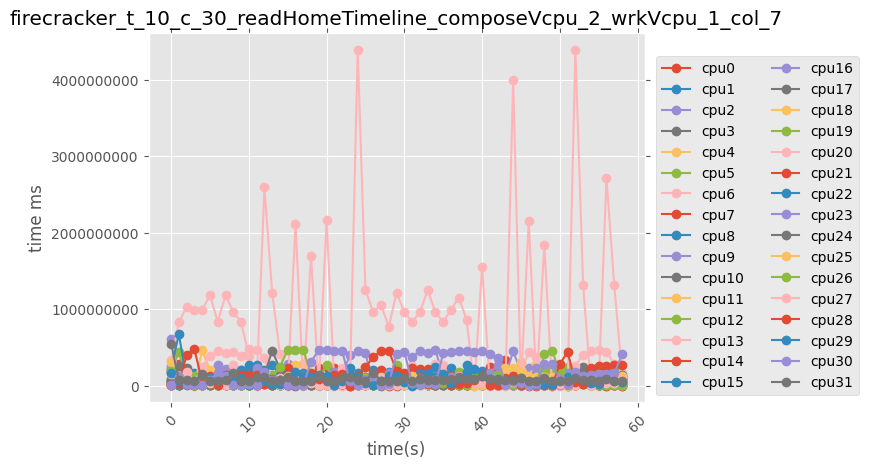 firecracker_t_10_c_30_readHomeTimeline_composeVcpu_2_wrkVcpu_1_col_7
4000000000
3000000000
2000000000
1000000000
0
time ms
0
10
20
30
40
50
60
time(s)
cpu0
cpu1
cpu2
cpu3
cpu4
cpu5
cpu6
cpu7
cpu8
cpu9
cpu10
cpu11
cpu12
cpu13
cpu14
cpu15
cpu16
cpu17
cpu18
cpu19
cpu20
cpu21
cpu22
cpu23
cpu24
cpu25
cpu26
cpu27
cpu28
cpu29
cpu30
cpu31